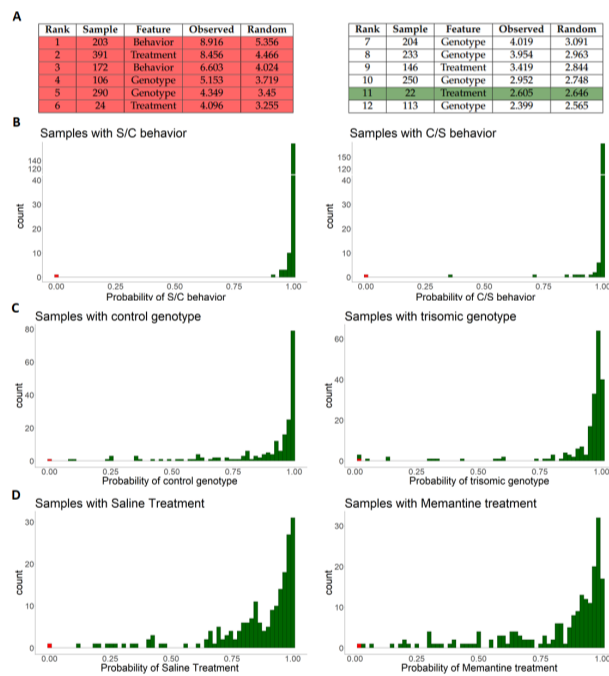 A
Rank Sample Feature Observed Random
1 203 Behavior 8.916 5.356
2 391 Treatment 8.456 4.466
3 172 Behavior 6.603 4.024
4 106 Genotype 5.153 3.719
5 290 Genotype 4.349 3.45
6 24 Treatment 4.096 3.255
Rank Sample Feature Observed Random
7 204 Genotype 4.019 3.091
8 233 Genotype 3.954 2.963
9 146 Treatment 3.419 2.844
10 250 Genotype 2.952 2.748
11 22 Treatment 2.605 2.646
12 113 Genotype 2.399 2.565
B
Samples with S/C behavior
140
120
40
30
20
10
0
count
0.00 0.25 0.50 0.75 1.00
Probability of S/C behavior
Samples with C/S behavior
150
120
40
30
20
10
0
count
0.00 0.25 0.50 0.75 1.00
Probability of C/S behavior
C
Samples with control genotype
80
60
40
20
0
count
0.00 0.25 0.50 0.75 1.00
Probability of control genotype
Samples with trisomic genotype
60
40
20
0
count
0.00 0.25 0.50 0.75 1.00
Probability of trisomic genotype
D
Samples with Saline Treatment
30
20
10
0
count
0.00 0.25 0.50 0.75 1.00
Probability of Saline Treatment
Samples with Memantine treatment
30
20
10
0
count
0.00 0.25 0.50 0.75 1.00
Probability of Memantine treatment